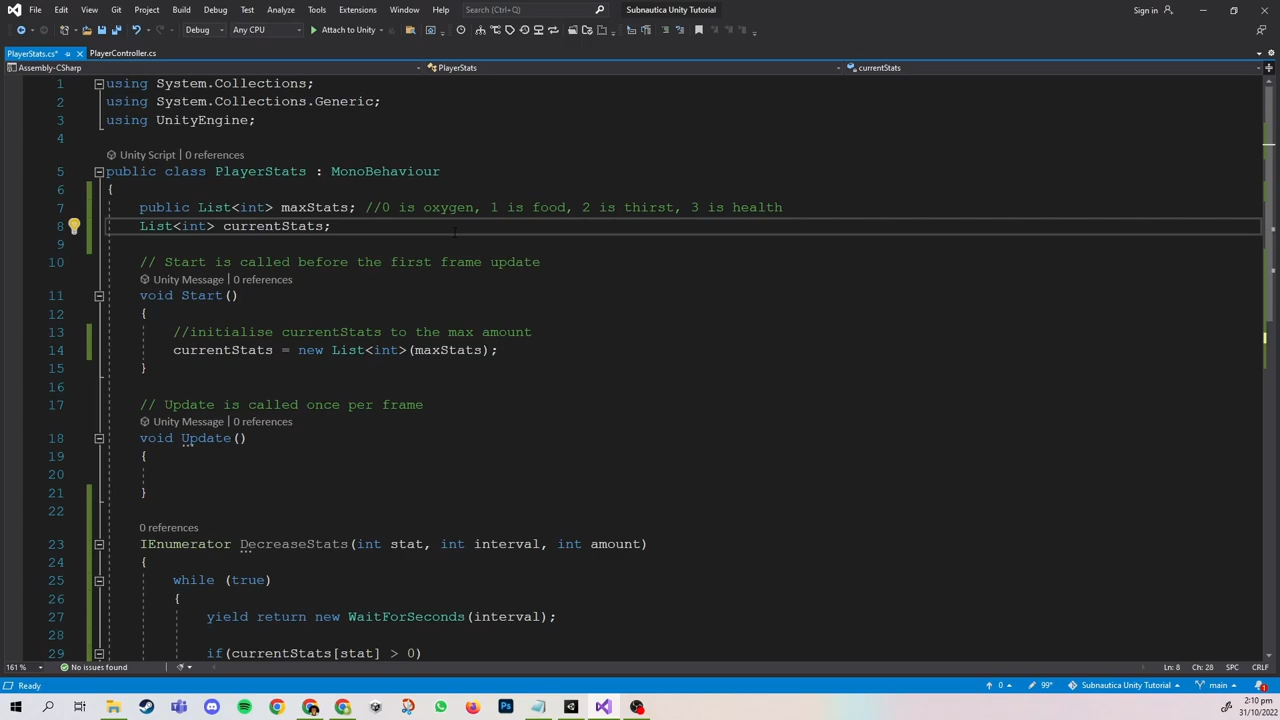 File Edit View Git Project Build Debug Test Analyze Tools Extensions Window Help Search (Ctrl+Q) Subnautica Unity Tutorial Sign in
Debug Any CPU Attach to Unity
PlayerStats.cs* PlayerController.cs
Assembly-CSharp PlayerStats currentStats
1 using System.Collections;
2 using System.Collections.Generic;
3 using UnityEngine;
4
Unity Script | 0 references
5 public class PlayerStats : MonoBehaviour
6 {
7 public List<int> maxStats; //0 is oxygen, 1 is food, 2 is thirst, 3 is health
8 List<int> currentStats;
9
10 // Start is called before the first frame update
Unity Message | 0 references
11 void Start()
12 {
13 //initialise currentStats to the max amount
14 currentStats = new List<int>(maxStats);
15 }
16
17 // Update is called once per frame
Unity Message | 0 references
18 void Update()
19 {
20
21 }
22
0 references
23 IEnumerator DecreaseStats(int stat, int interval, int amount)
24 {
25 while (true)
26 {
27 yield return new WaitForSeconds(interval);
28
29 if(currentStats[stat] > 0)
161 % No issues found Ln: 8 Ch: 28 SPC CRLF
Ready 0 99+ Subnautica Unity Tutorial main 1
2:10 pm
31/10/2022